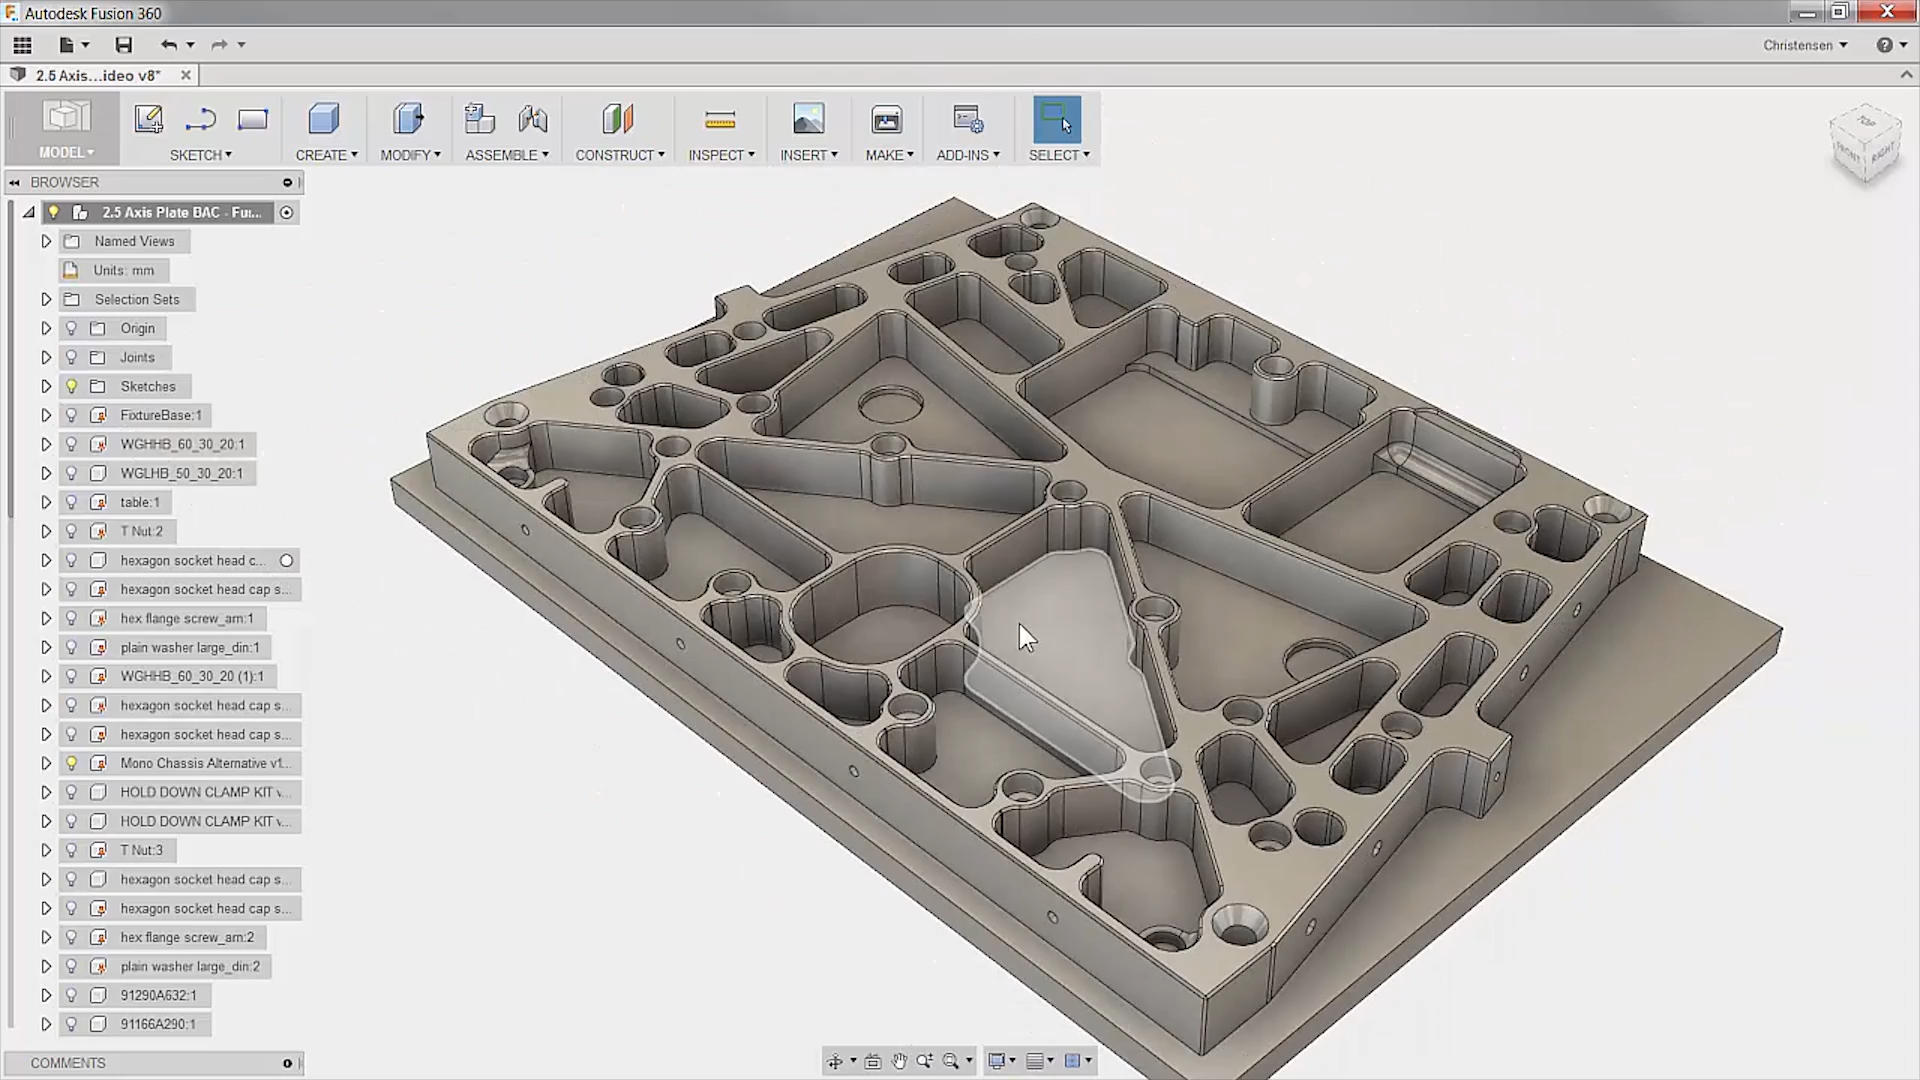 Autodesk Fusion 360
Christensen
2.5 Axis...ideo v8*
MODEL
SKETCH
CREATE
MODIFY
ASSEMBLE
CONSTRUCT
INSPECT
INSERT
MAKE
ADD-INS
SELECT
TOP
FRONT
RIGHT
BROWSER
2.5 Axis Plate BAC - Fu...
Named Views
Units: mm
Selection Sets
Origin
Joints
Sketches
FixtureBase:1
WGHHB_60_30_20:1
WGLHB_50_30_20:1
table:1
T Nut:2
hexagon socket head c...
hexagon socket head cap s...
hex flange screw_am:1
plain washer large_din:1
WGHHB_60_30_20 (1):1
hexagon socket head cap s...
hexagon socket head cap s...
Mono Chassis Alternative v1...
HOLD DOWN CLAMP KIT v...
HOLD DOWN CLAMP KIT v...
T Nut:3
hexagon socket head cap s...
hexagon socket head cap s...
hex flange screw_am:2
plain washer large_din:2
91290A632:1
91166A290:1
COMMENTS